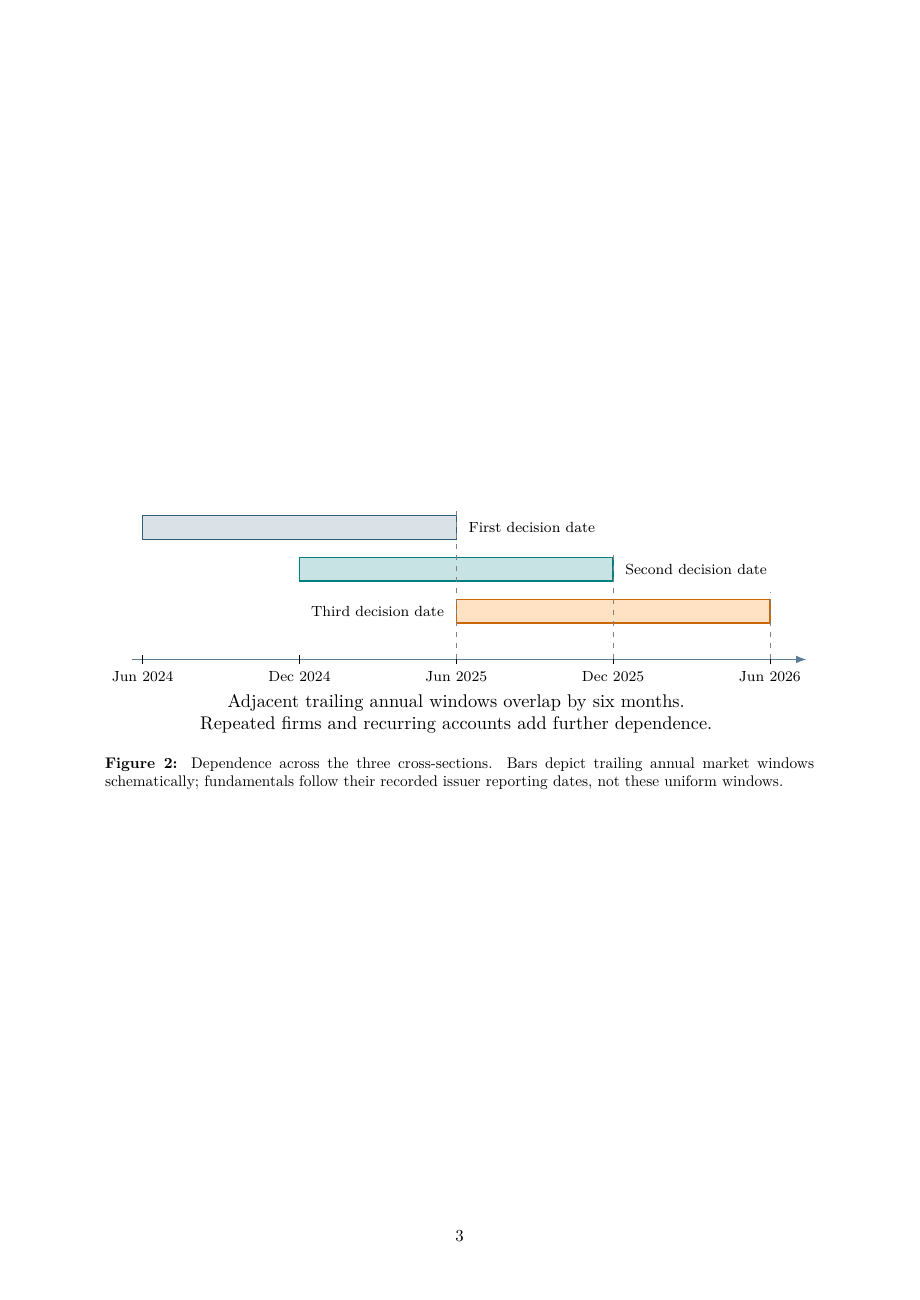 First decision date
Second decision date
Third decision date
Jun 2024 Dec 2024 Jun 2025 Dec 2025 Jun 2026
Adjacent trailing annual windows overlap by six months.
Repeated firms and recurring accounts add further dependence.
Figure 2: Dependence across the three cross-sections. Bars depict trailing annual market windows
schematically; fundamentals follow their recorded issuer reporting dates, not these uniform windows.
3